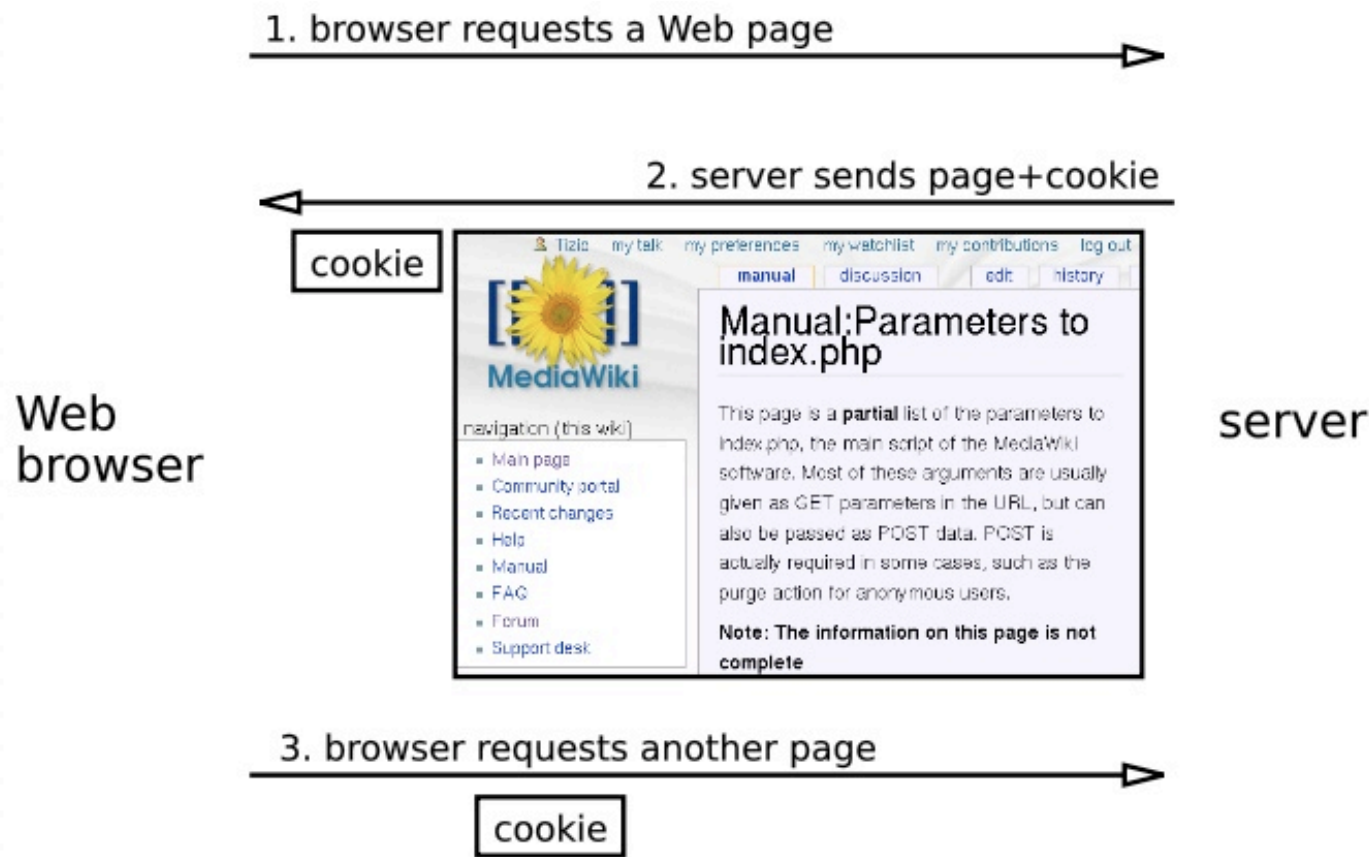 1. browser requests a Web page
2. server sends page+cookie
cookie
Tizio my talk my preferences my watchlist my contributions log out
manual discussion edit history
[[ ]]
MediaWiki
Manual:Parameters to
index.php
Web
browser
server
navigation (this wiki)
Main page
Community portal
Recent changes
Help
Manual
FAQ
Forum
Support desk
This page is a partial list of the parameters to
index.php, the main script of the MediaWiki
software. Most of these arguments are usually
given as GET parameters in the URL, but can
also be passed as POST data. POST is
actually required in some cases, such as the
purge action for anonymous users.
Note: The information on this page is not
complete
3. browser requests another page
cookie